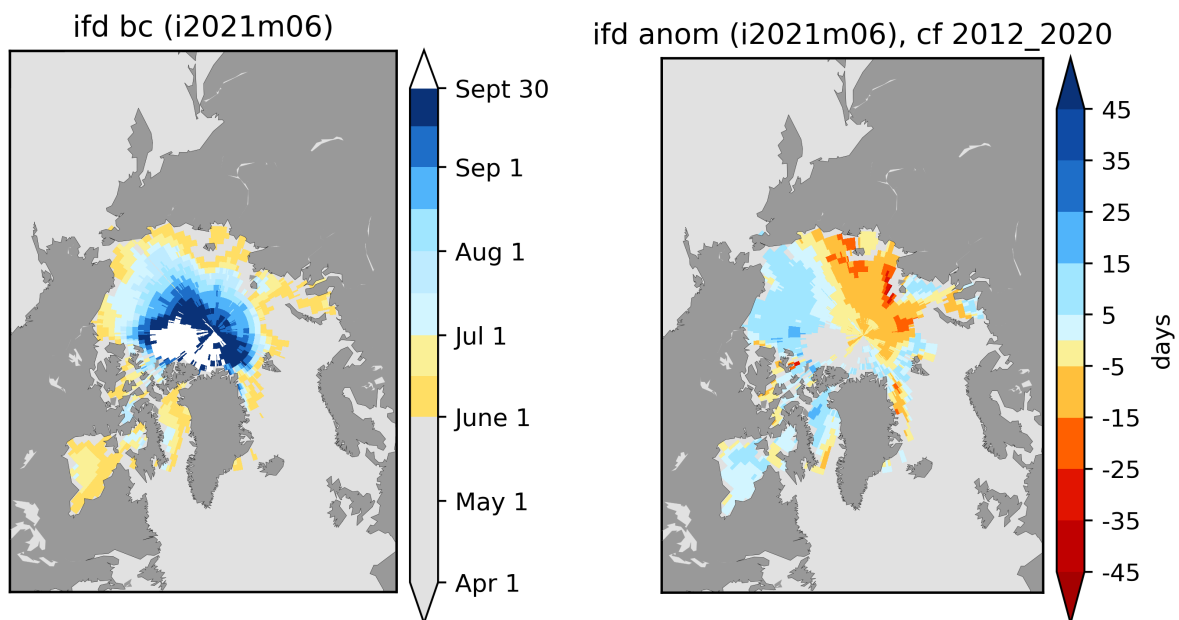 ifd bc (i2021m06)
Sept 30
Sep 1
Aug 1
Jul 1
June 1
May 1
Apr 1
ifd anom (i2021m06), cf 2012_2020
45
35
25
15
5
-5
-15
-25
-35
-45
days